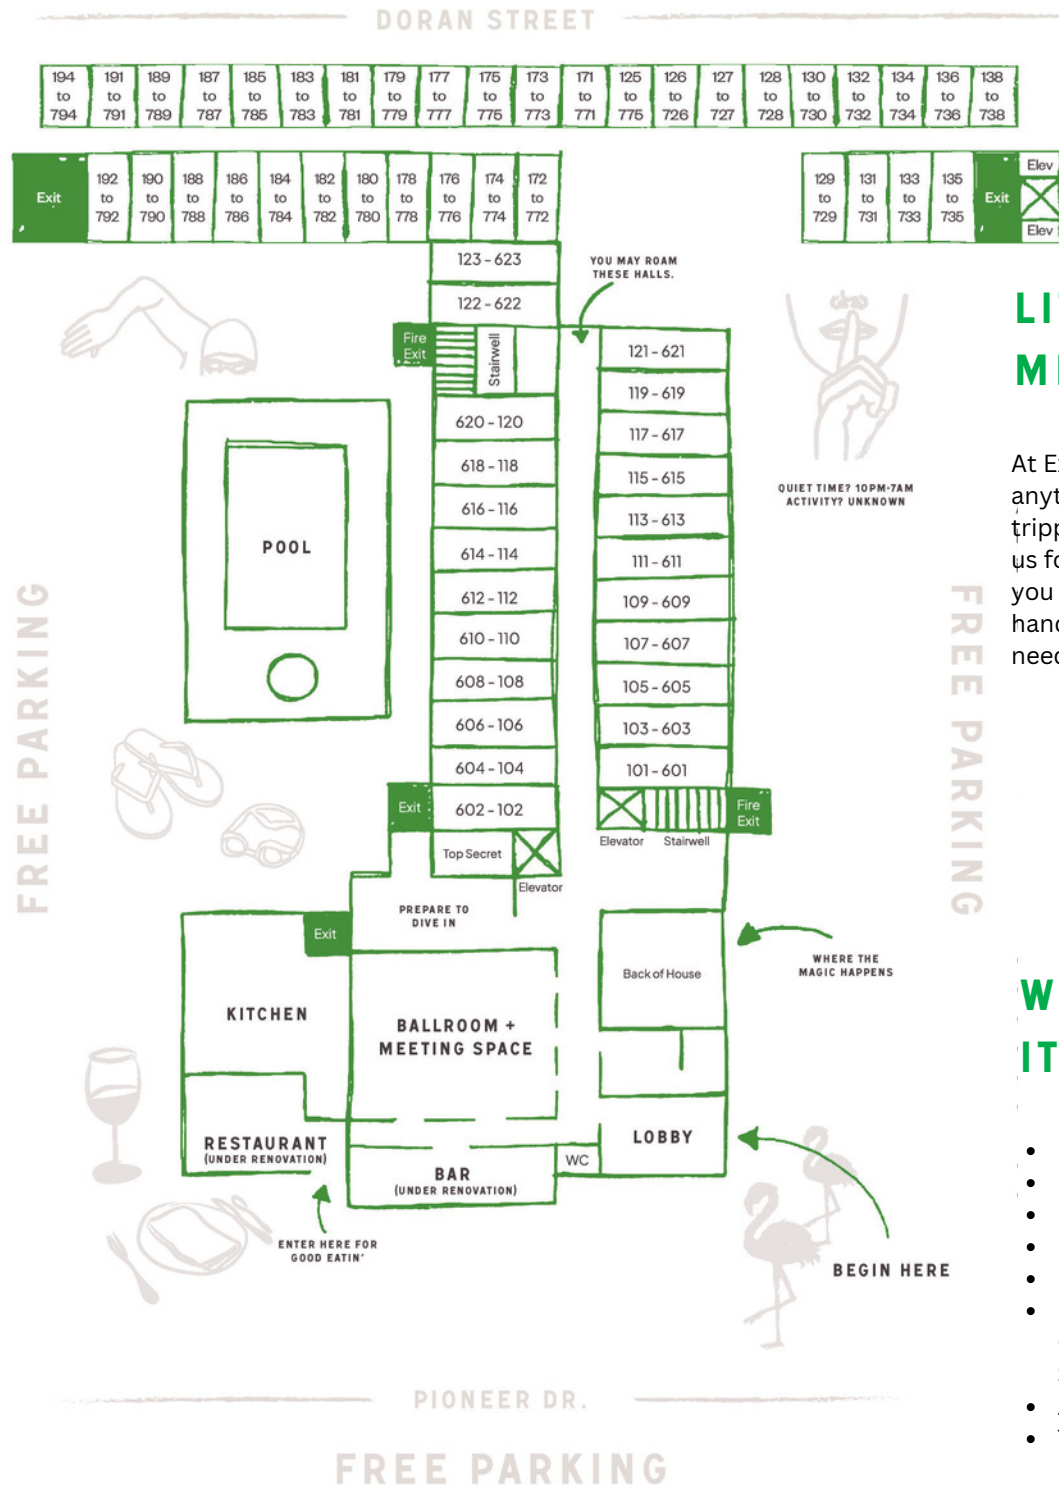 DORAN STREET
194 to 794
191 to 791
189 to 789
187 to 787
185 to 785
183 to 783
181 to 781
179 to 779
177 to 777
175 to 775
173 to 773
171 to 771
125 to 775
126 to 726
127 to 727
128 to 728
130 to 730
132 to 732
134 to 734
136 to 736
138 to 738
Exit
192 to 792
190 to 790
188 to 788
186 to 786
184 to 784
182 to 782
180 to 780
178 to 778
176 to 776
174 to 774
172 to 772
129 to 729
131 to 731
133 to 733
135 to 735
Exit
Elev
Elev
123 - 623
122 - 622
YOU MAY ROAM
THESE HALLS.
Fire
Exit
Stairwell
620 - 120
618 - 118
616 - 116
614 - 114
612 - 112
610 - 110
608 - 108
606 - 106
604 - 104
602 - 102
Exit
Top Secret
Elevator
121 - 621
119 - 619
117 - 617
115 - 615
113 - 613
111 - 611
109 - 609
107 - 607
105 - 605
103 - 603
101 - 601
Fire
Exit
Elevator
Stairwell
QUIET TIME? 10PM-7AM
ACTIVITY? UNKNOWN
POOL
FREE PARKING
FREE PARKING
PREPARE TO
DIVE IN
Exit
KITCHEN
BALLROOM +
MEETING SPACE
Back of House
WHERE THE
MAGIC HAPPENS
RESTAURANT
(UNDER RENOVATION)
BAR
(UNDER RENOVATION)
WC
LOBBY
ENTER HERE FOR
GOOD EATIN'
BEGIN HERE
PIONEER DR.
FREE PARKING
At
you